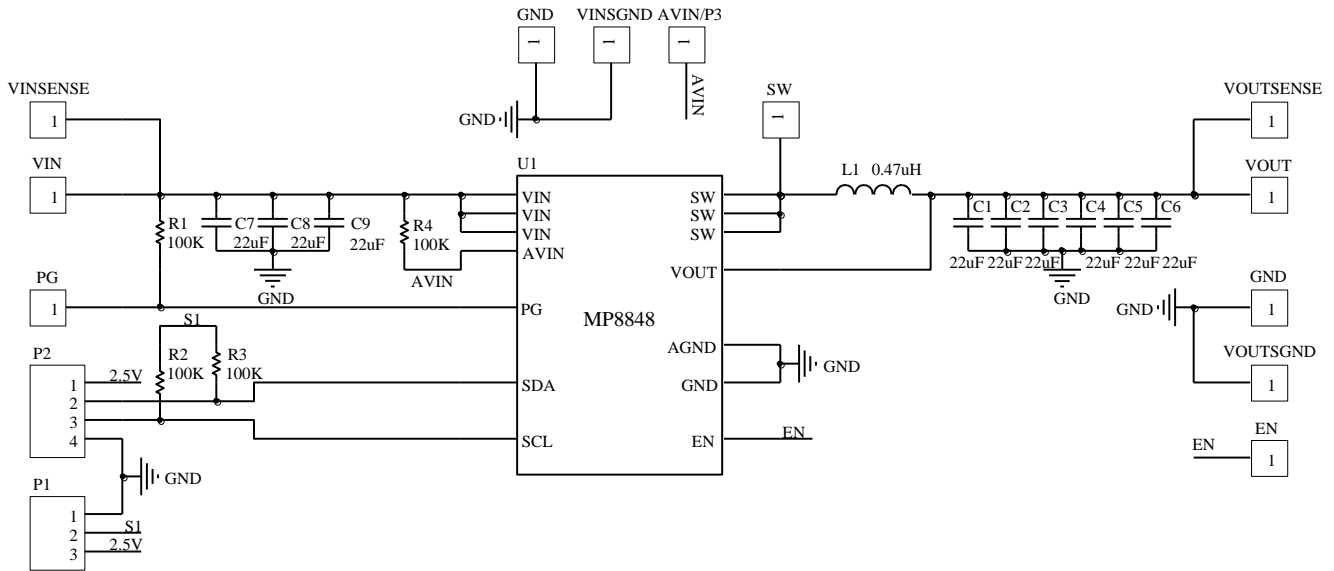 GND VINSGND AVIN/P3
1 1 1
VINSENSE
1
AVIN
GND
SW
1
VOUTSENSE
1
VIN
1
U1
L1 0.47uH
VOUT
1
VIN
VIN
VIN
AVIN
SW
SW
SW
R1
100K
C7
22uF
C8
22uF
C9
22uF
R4
100K
AVIN
GND
C1 C2 C3 C4 C5 C6
22uF 22uF 22uF 22uF 22uF 22uF
GND
VOUT
PG
1
PG
MP8848
GND
GND
1
S1
P2
R2
100K
R3
100K
AGND
GND
GND
VOUTSGND
1
1 2.5V
2
3
4
SDA
SCL
EN EN
EN
EN
1
GND
P1
1
2 S1
3 2.5V